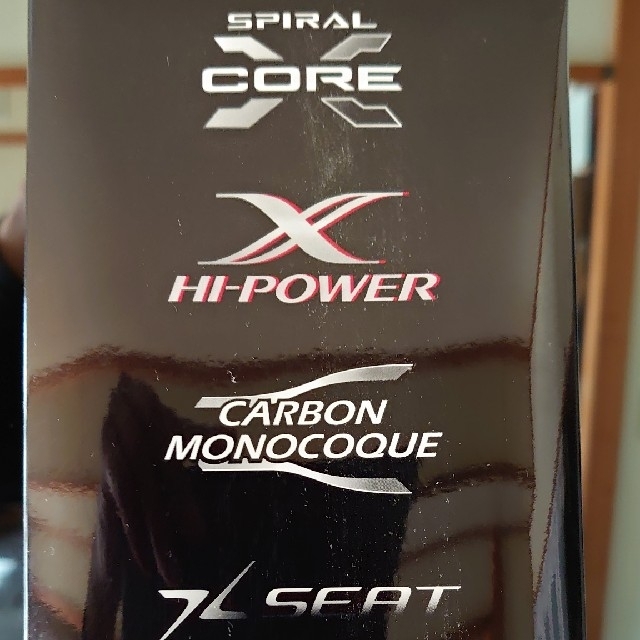 SPIRAL
X
CORE
X
HI-POWER
CARBON
MONOCOQUE
X SEAT